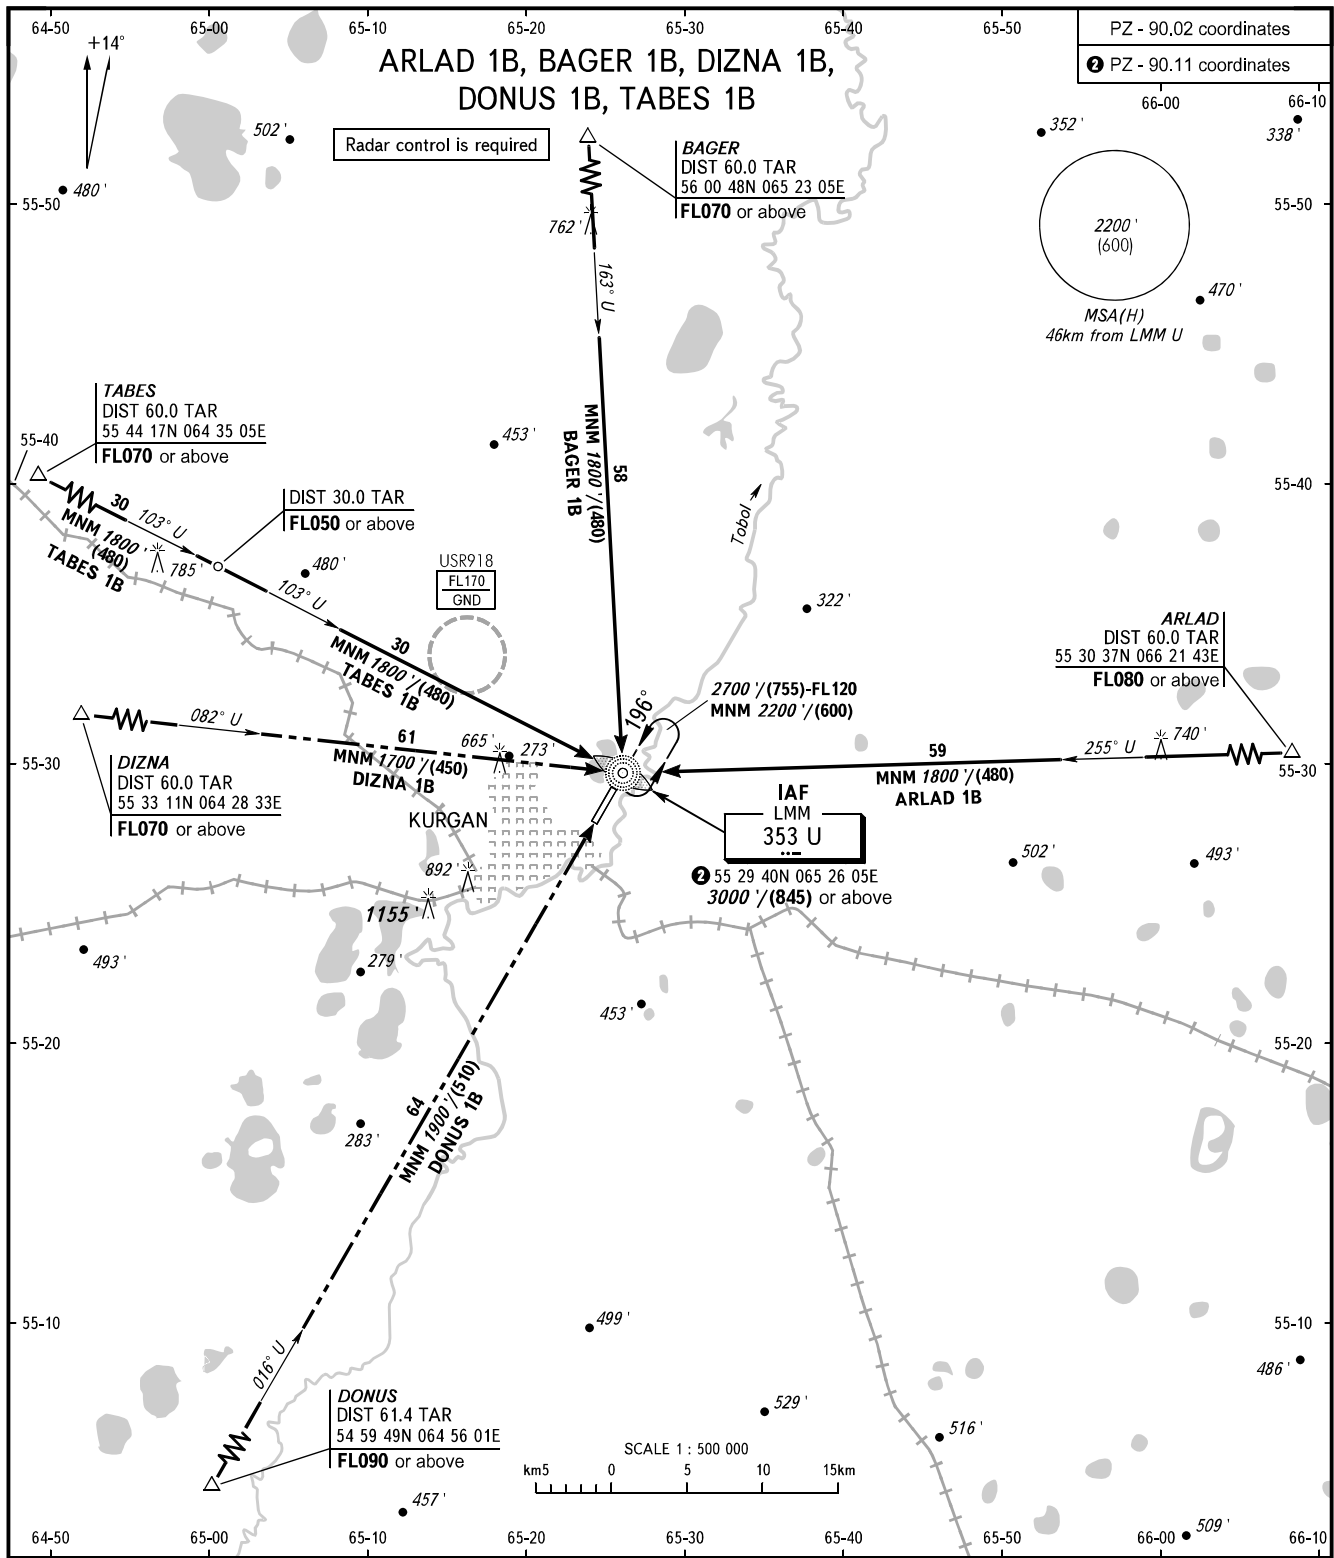 64-50
65-00
65-10
65-20
65-30
65-40
65-50
PZ - 90.02 coordinates
❷ PZ - 90.11 coordinates
66-00
66-10
+14°
ARLAD 1B, BAGER 1B, DIZNA 1B,
DONUS 1B, TABES 1B
Radar control is required
502'
480'
352'
338'
55-50
55-50
BAGER
DIST 60.0 TAR
56 00 48N 065 23 05E
FL070 or above
762'
163° U
2200'
(600)
MSA(H)
46km from LMM U
470'
TABES
DIST 60.0 TAR
55 44 17N 064 35 05E
FL070 or above
55-40
55-40
453'
58
MNM 1800'/(480)
BAGER 1B
DIST 30.0 TAR
FL050 or above
30
103° U
MNM 1800'
(480)
TABES 1B
785'
480'
103° U
USR918
FL170
GND
Tobol
322'
30
MNM 1800'/(480)
TABES 1B
ARLAD
DIST 60.0 TAR
55 30 37N 066 21 43E
FL080 or above
196°
2700'/(755)-FL120
MNM 2200'/(600)
082° U
61
MNM 1700'/(450)
DIZNA 1B
665'
273'
59
MNM 1800'/(480)
ARLAD 1B
255° U
740'
55-30
55-30
DIZNA
DIST 60.0 TAR
55 33 11N 064 28 33E
FL070 or above
KURGAN
IAF
LMM
353 U
❷ 55 29 40N 065 26 05E
3000'/(845) or above
892'
1155'
502'
493'
493'
279'
453'
55-20
55-20
64
MNM 1900'/(510)
DONUS 1B
283'
55-10
55-10
499'
016° U
486'
DONUS
DIST 61.4 TAR
54 59 49N 064 56 01E
FL090 or above
529'
516'
SCALE 1 : 500 000
km5
0
5
10
15km
457'
509'
64-50
65-00
65-10
65-20
65-30
65-40
65-50
66-00
66-10